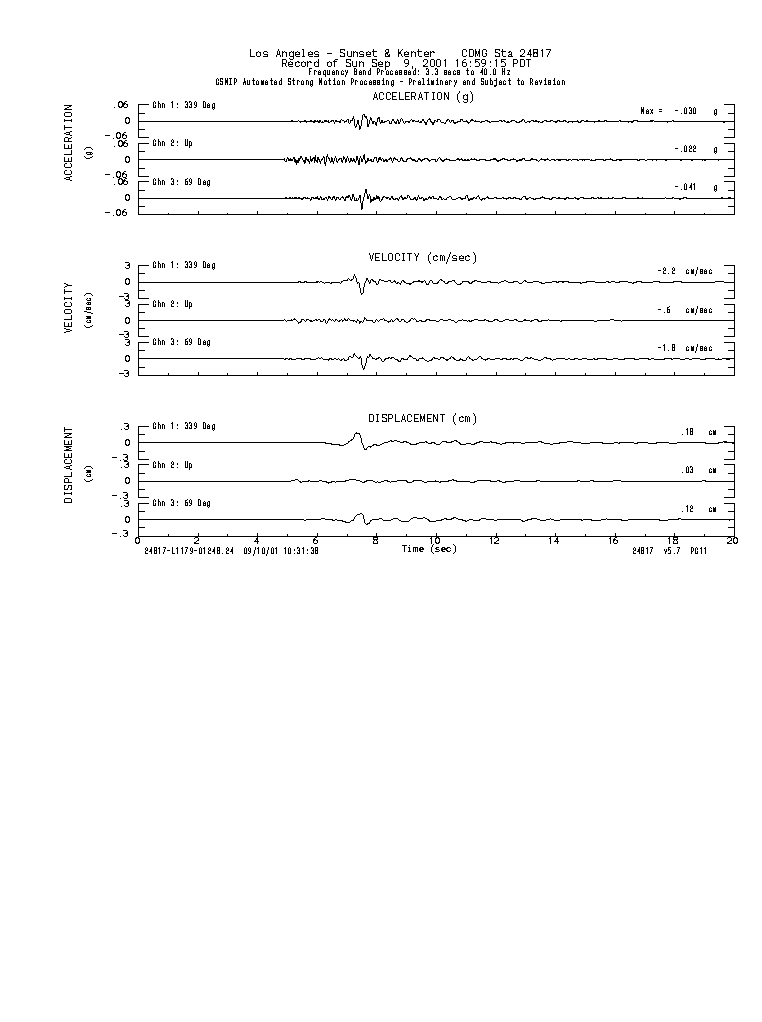 Los Angeles - Sunset & Kenter CDMG Sta 24817
Record of Sun Sep 9, 2001 16:59:15 PDT
Frequency Band Processed: 3.3 secs to 40.0 Hz
CSMIP Automated Strong Motion Processing - Preliminary and Subject to Revision
ACCELERATION (g)
ACCELERATION
(g)
.06 Chn 1: 339 Deg Max = -.030 g
0
-.06
.06 Chn 2: Up -.022 g
0
-.06
.06 Chn 3: 69 Deg -.041 g
0
-.06
VELOCITY (cm/sec)
VELOCITY
(cm/sec)
3 Chn 1: 339 Deg -2.2 cm/sec
0
-3
3 Chn 2: Up -.6 cm/sec
0
-3
3 Chn 3: 69 Deg -1.8 cm/sec
0
-3
DISPLACEMENT (cm)
DISPLACEMENT
(cm)
.3 Chn 1: 339 Deg .18 cm
0
-.3
.3 Chn 2: Up .03 cm
0
-.3
.3 Chn 3: 69 Deg .12 cm
0
-.3
0 2 4 6 8 10 12 14 16 18 20
Time (sec)
24817-L1179-01248.24 09/10/01 10:31:38 24817 v5.7 PC11